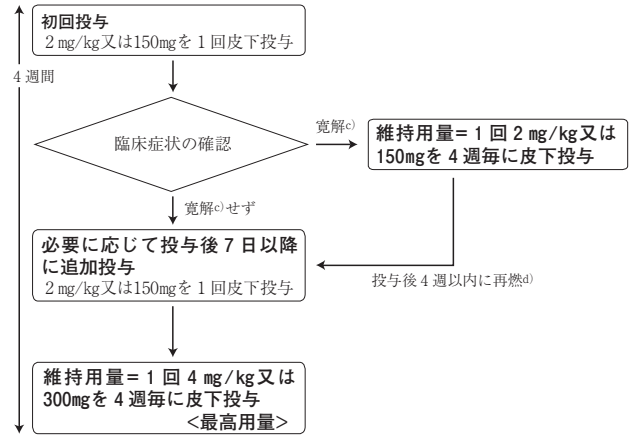 初回投与
2 mg/kg又は150mgを1回皮下投与
4週間
臨床症状の確認
寛解c)
維持用量=1回2 mg/kg又は
150mgを4週毎に皮下投与
寛解c)せず
必要に応じて投与後7日以降
に追加投与
2 mg/kg又は150mgを1回皮下投与
投与後4週以内に再燃d)
維持用量=1回4 mg/kg又は
300mgを4週毎に皮下投与
<最高用量>